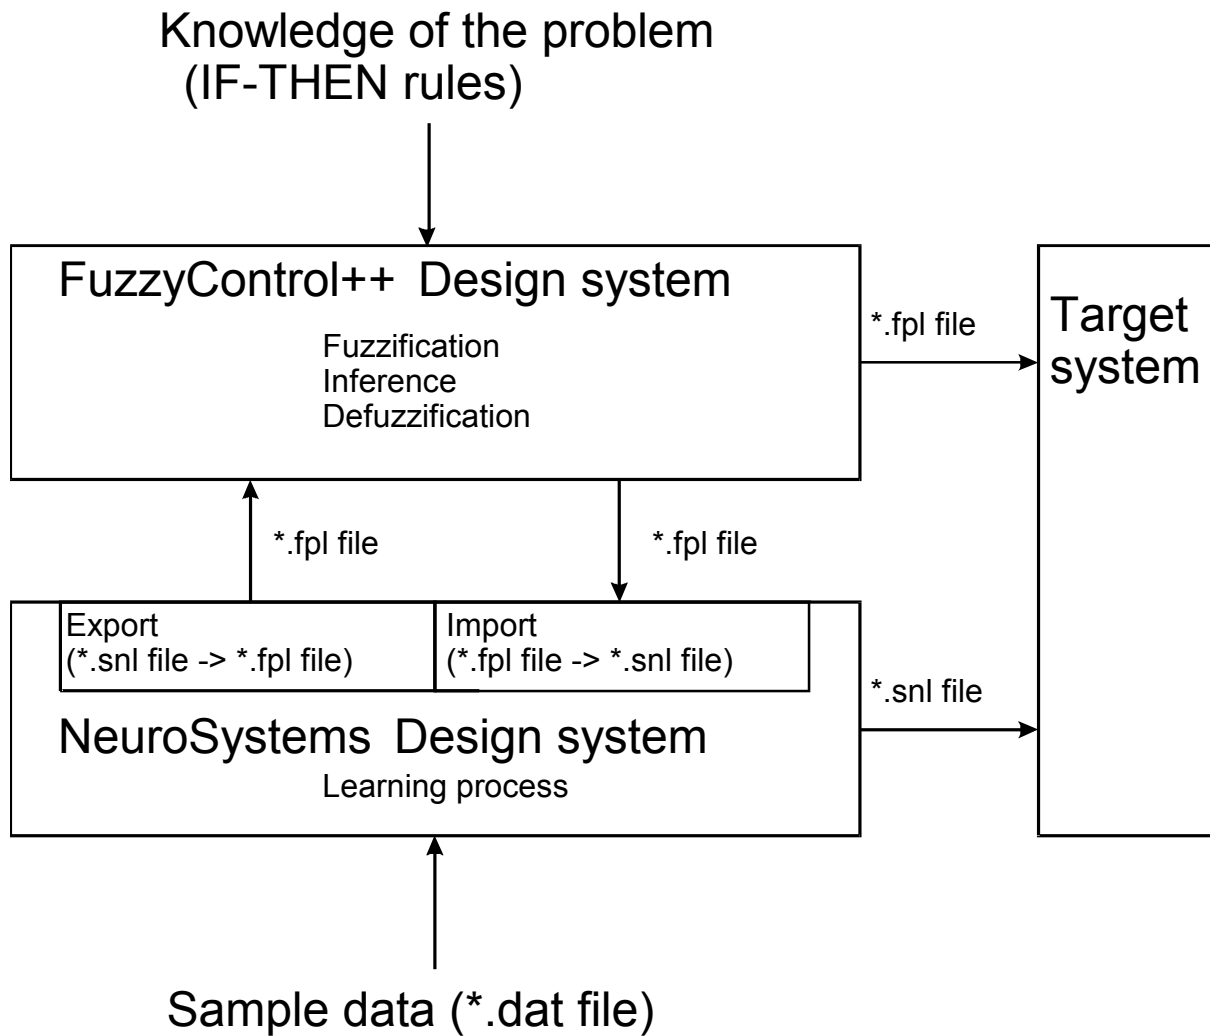 Knowledge of the problem
(IF-THEN rules)
FuzzyControl++ Design system
Fuzzification
Inference
Defuzzification
*.fpl file
Target
system
*.fpl file
*.fpl file
Export
(*.snl file -> *.fpl file)
Import
(*.fpl file -> *.snl file)
*.snl file
NeuroSystems Design system
Learning process
Sample data (*.dat file)